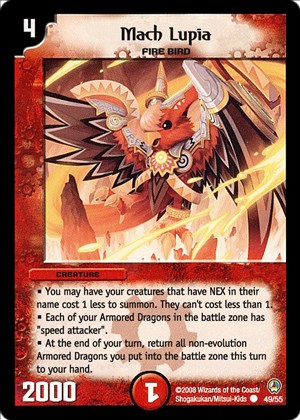 4
Mach Lupia
FIRE BIRD
CREATURE
▪ You may have your creatures that have NEX in their
name cost 1 less to summon. They can't cost less than 1.
▪ Each of your Armored Dragons in the battle zone has
"speed attacker".
▪ At the end of your turn, return all non-evolution
Armored Dragons you put into the battle zone this turn
to your hand.
2000
1
©2008 Wizards of the Coast/
Shogakukan/Mitsui-Kids
49/55